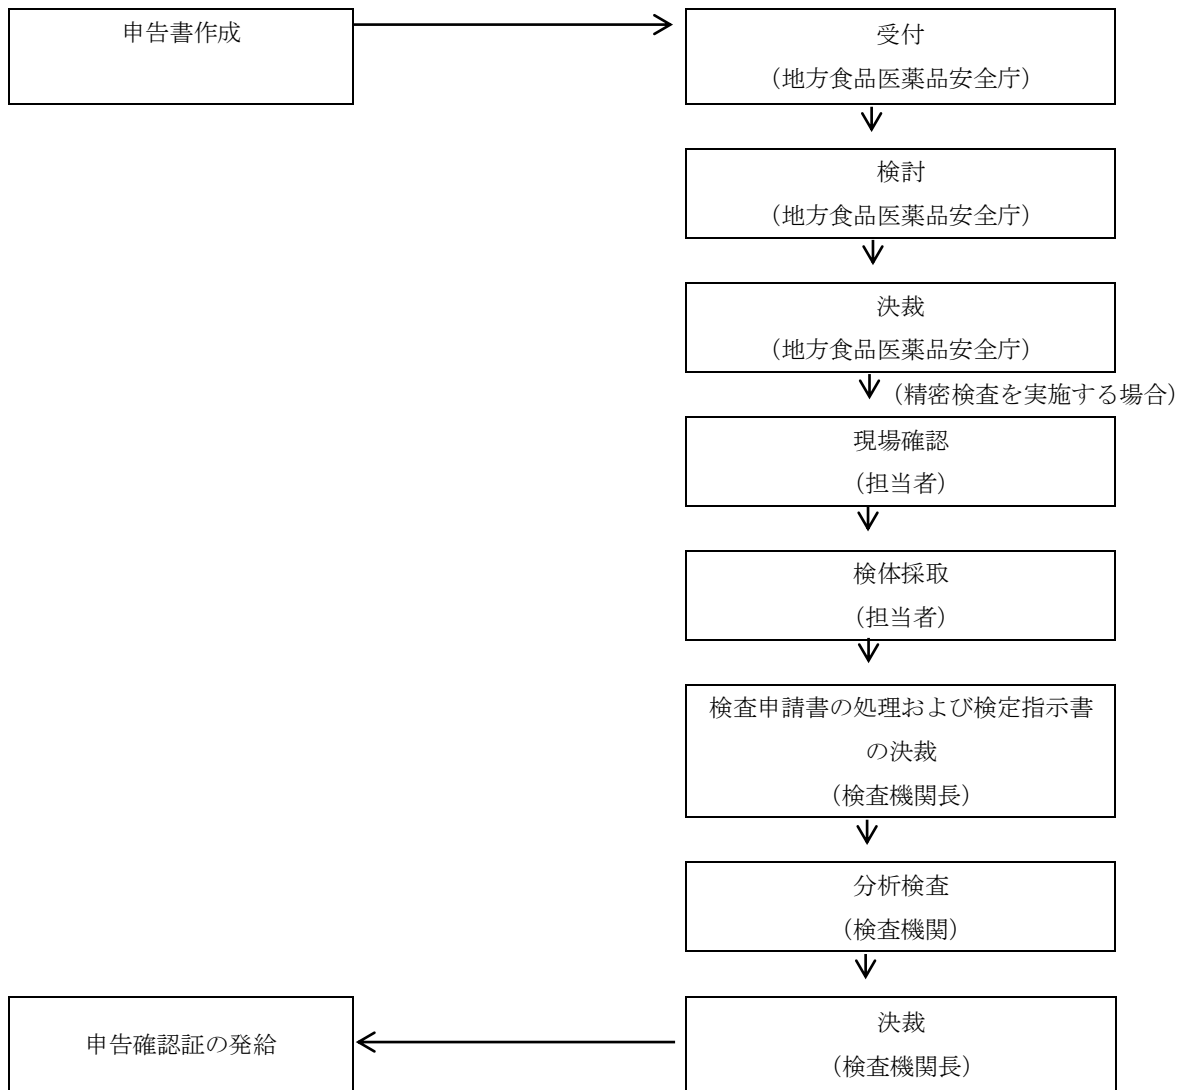 申告書作成
受付
（地方食品医薬品安全庁）
検討
（地方食品医薬品安全庁）
決裁
（地方食品医薬品安全庁）
（精密検査を実施する場合）
現場確認
（担当者）
検体採取
（担当者）
検査申請書の処理および検定指示書
の決裁
（検査機関長）
分析検査
（検査機関）
決裁
（検査機関長）
申告確認証の発給